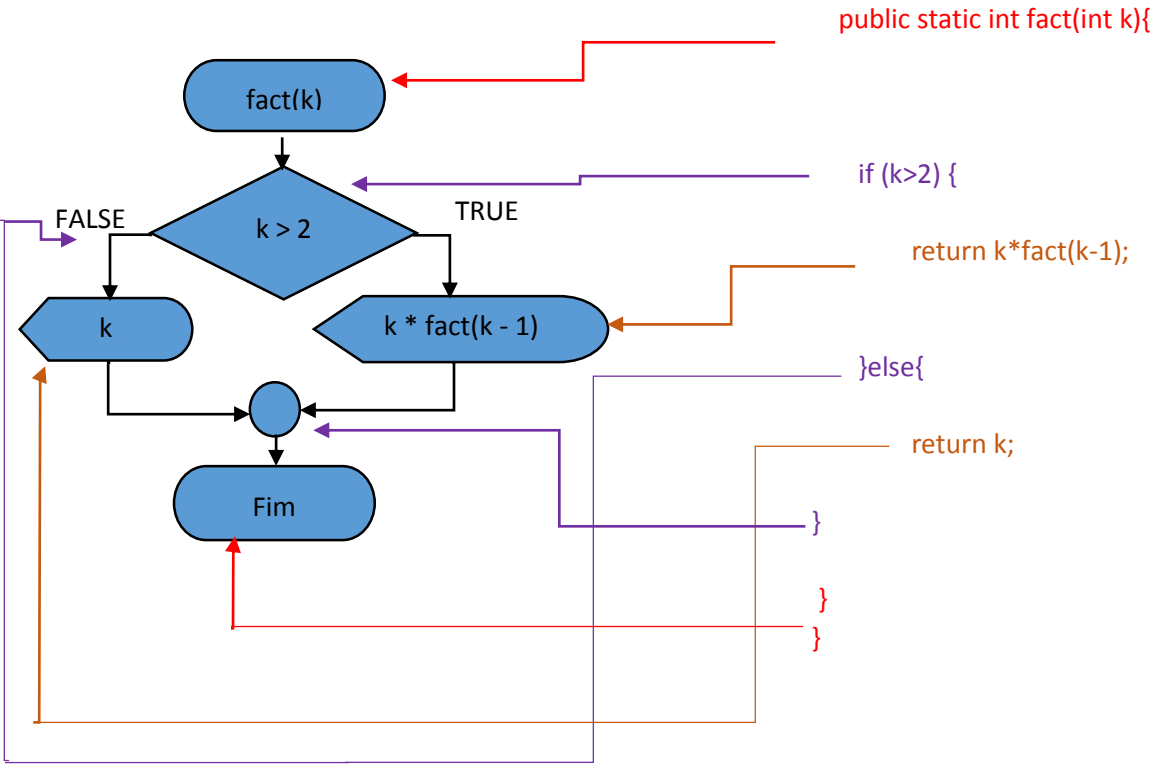 public static int fact(int k){
fact(k)
if (k>2) {
FALSE
TRUE
k > 2
return k*fact(k-1);
k
k * fact(k - 1)
}else{
return k;
Fim
}
}
}